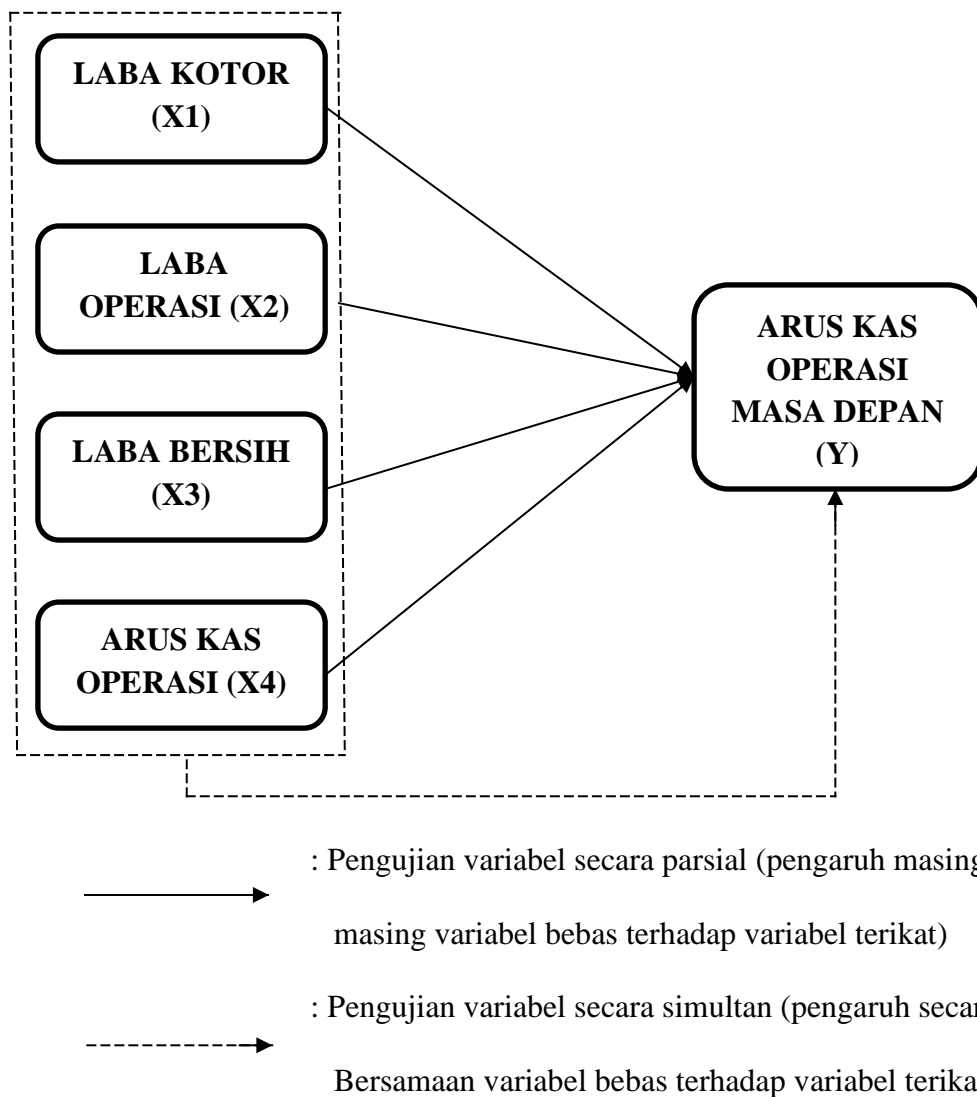 LABA KOTOR
(X1)
LABA
OPERASI (X2)
LABA BERSIH
(X3)
ARUS KAS
OPERASI (X4)
ARUS KAS
OPERASI
MASA DEPAN
(Y)
: Pengujian variabel secara parsial (pengaruh masing
masing variabel bebas terhadap variabel terikat)
: Pengujian variabel secara simultan (pengaruh
Bersamaan variabel bebas terhadap variabel